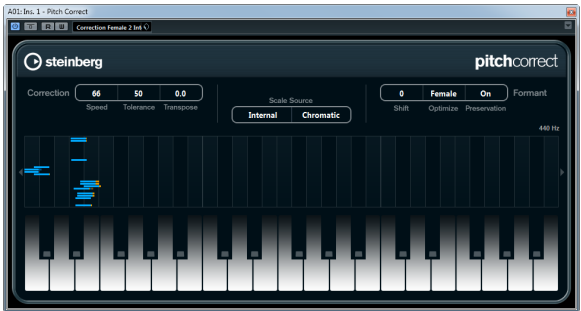 A01: Ins. 1 - Pitch Correct
R W Correction Female 2 Infi
steinberg pitchcorrect
Correction 66 50 0.0 0 Female On Formant
Speed Tolerance Transpose Scale Source Shift Optimize Preservation
Internal Chromatic
440 Hz